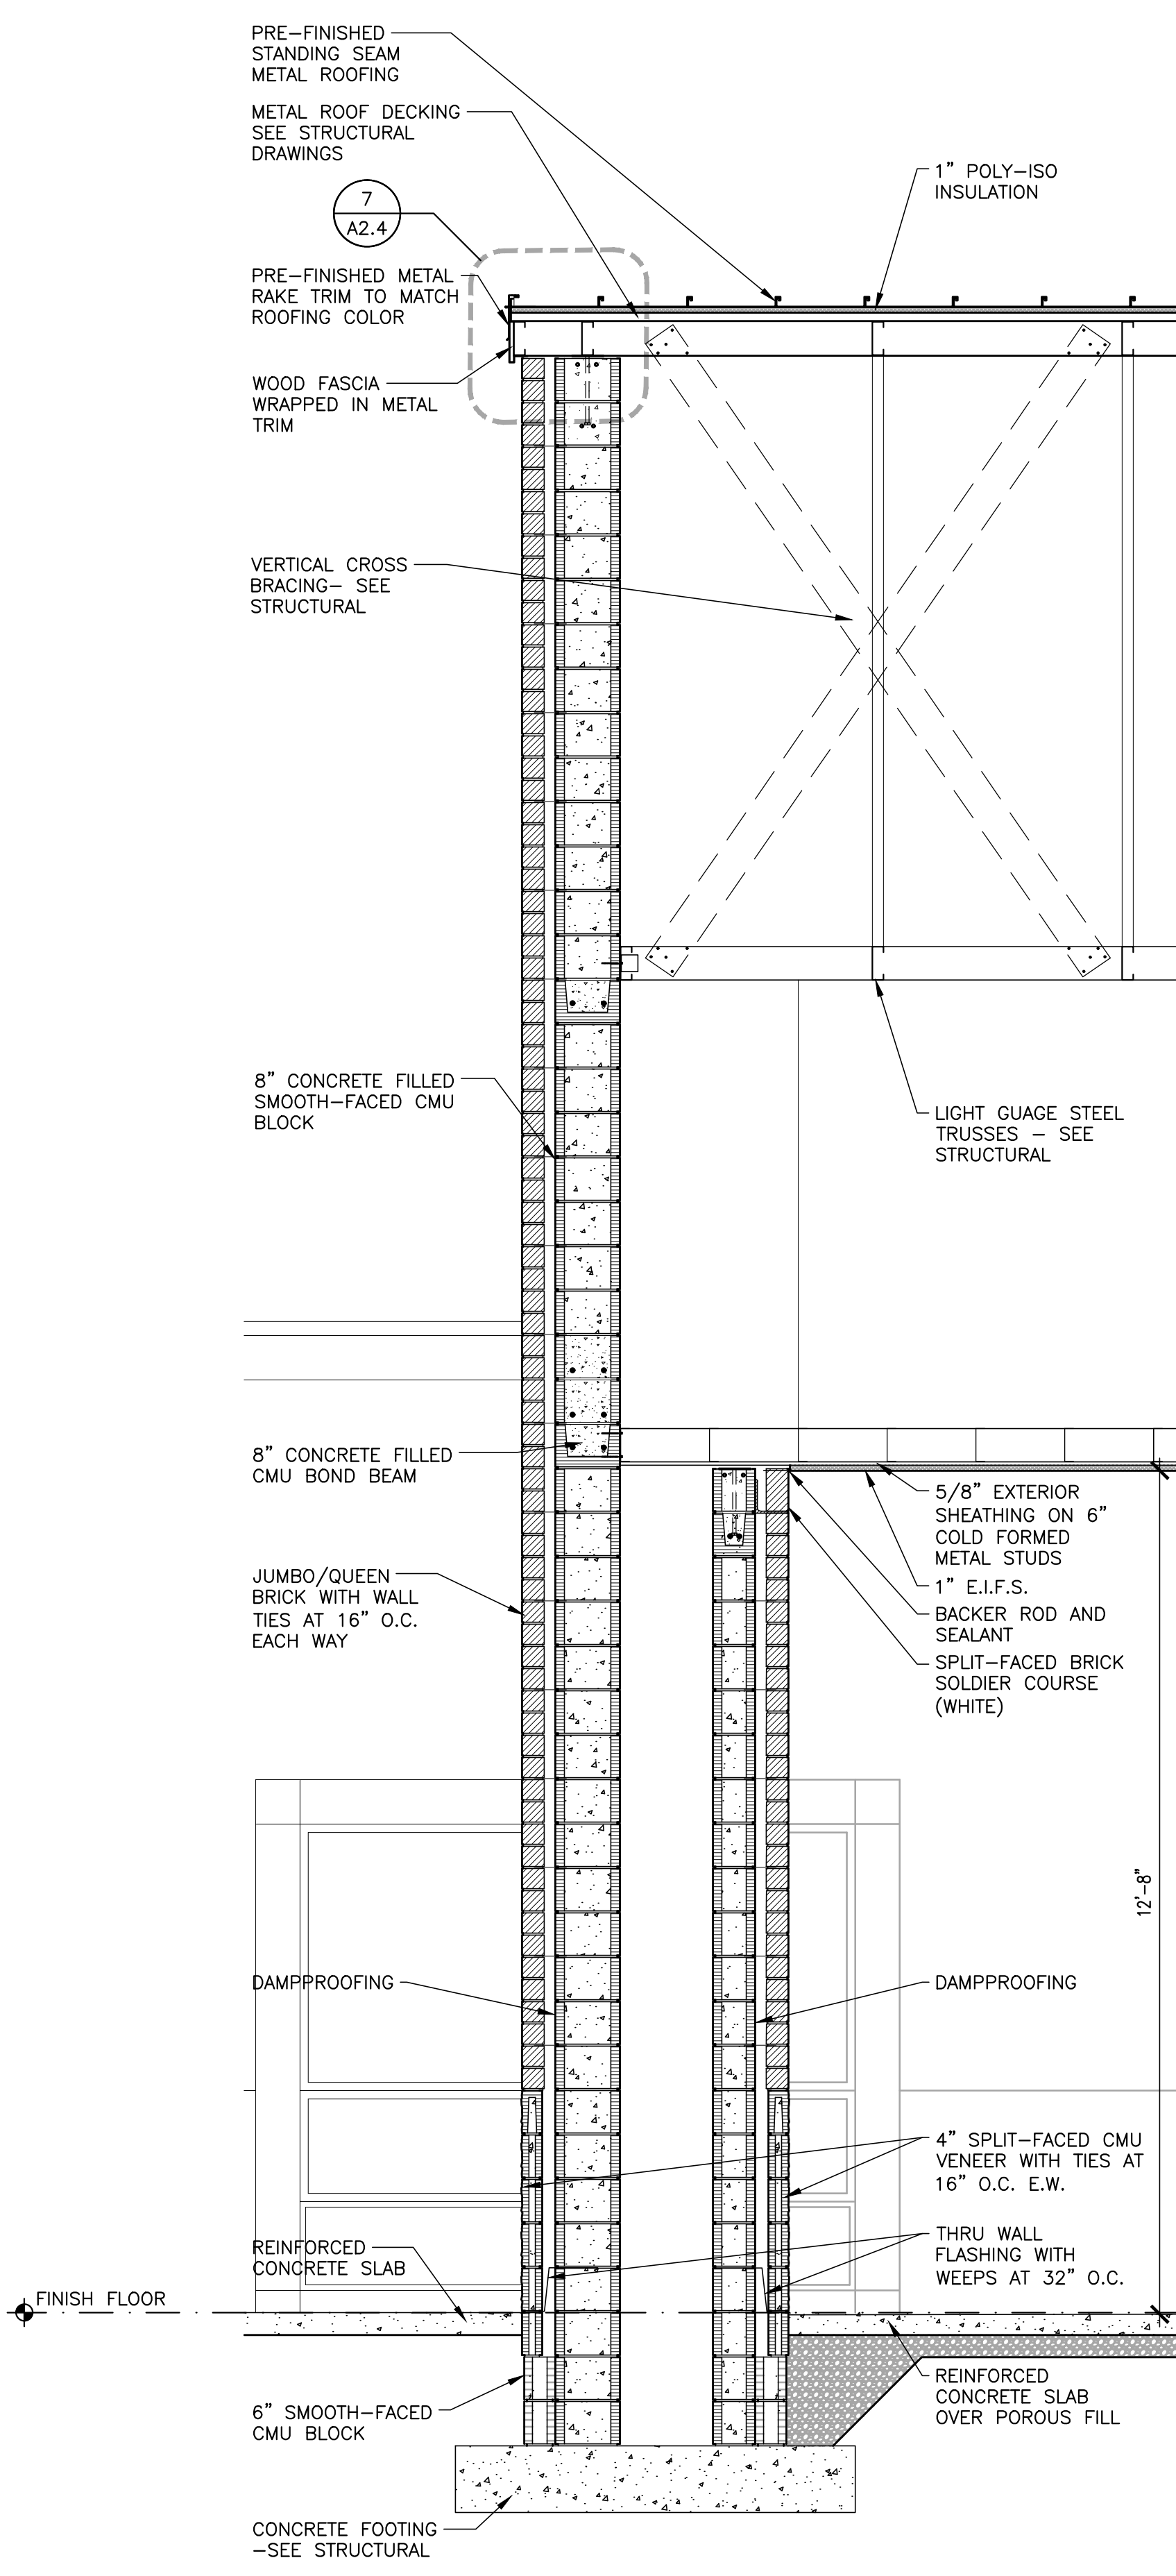 PRE-FINISHED
STANDING SEAM
METAL ROOFING
METAL ROOF DECKING
SEE STRUCTURAL
DRAWINGS
1" POLY-ISO
INSULATION
7
A2.4
PRE-FINISHED METAL
RAKE TRIM TO MATCH
ROOFING COLOR
WOOD FASCIA
WRAPPED IN METAL
TRIM
VERTICAL CROSS
BRACING- SEE
STRUCTURAL
8" CONCRETE FILLED
SMOOTH-FACED CMU
BLOCK
LIGHT GUAGE STEEL
TRUSSES - SEE
STRUCTURAL
8" CONCRETE FILLED
CMU BOND BEAM
5/8" EXTERIOR
SHEATHING ON 6"
COLD FORMED
METAL STUDS
1" E.I.F.S.
BACKER ROD AND
SEALANT
SPLIT-FACED BRICK
SOLDIER COURSE
(WHITE)
JUMBO/QUEEN
BRICK WITH WALL
TIES AT 16" O.C.
EACH WAY
12'-8"
DAMPPROOFING
DAMPPROOFING
4" SPLIT-FACED CMU
VENEER WITH TIES AT
16" O.C. E.W.
THRU WALL
FLASHING WITH
WEEPS AT 32" O.C.
REINFORCED
CONCRETE SLAB
FINISH FLOOR
REINFORCED
CONCRETE SLAB
OVER POROUS FILL
6" SMOOTH-FACED
CMU BLOCK
CONCRETE FOOTING
-SEE STRUCTURAL